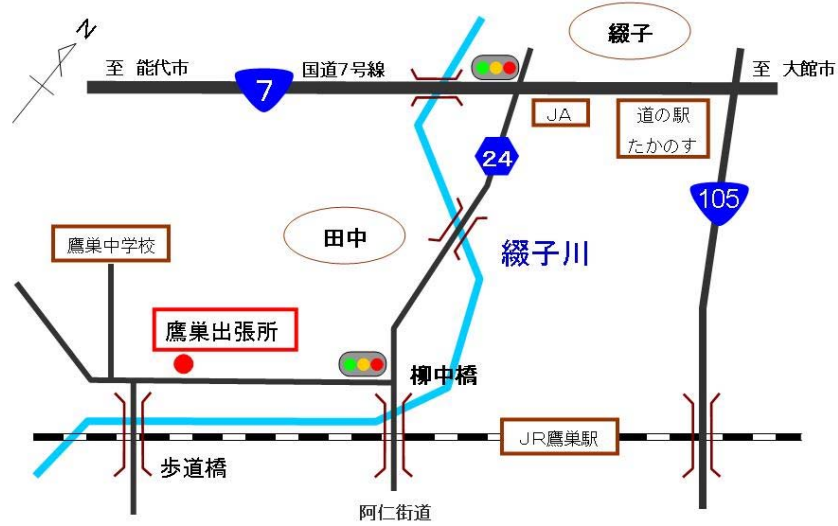 N
綴子
至 能代市
国道7号線
至 大館市
7
JA
道の駅
たかのす
24
105
田中
綴子川
鷹巣中学校
鷹巣出張所
柳中橋
JR鷹巣駅
歩道橋
阿仁街道